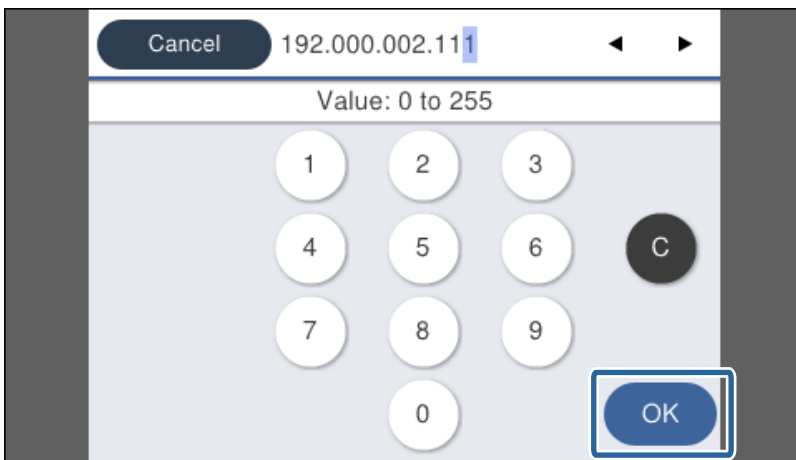 Cancel 192.000.002.111 ◄ ►
Value: 0 to 255
1 2 3
4 5 6 C
7 8 9
0 OK